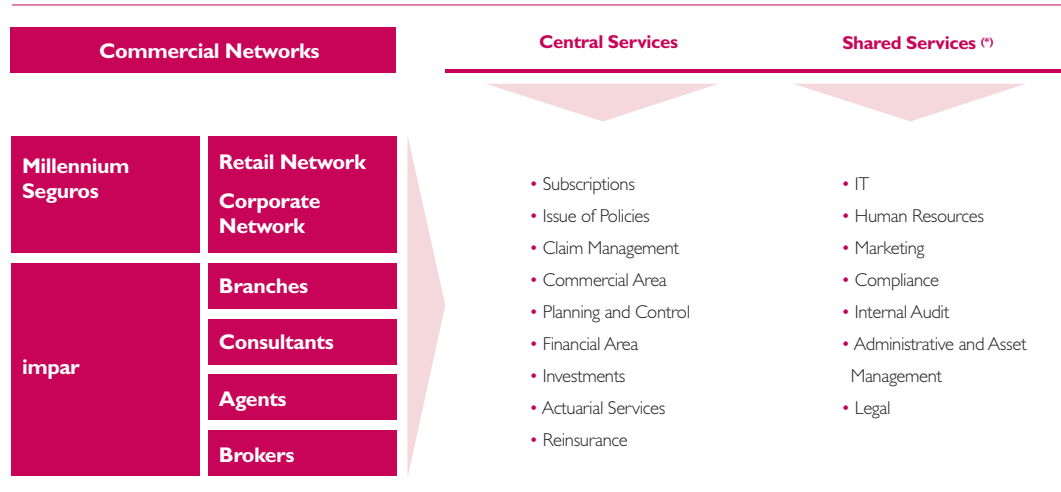 Commercial Networks
Central Services
Shared Services (*)
Millennium
Seguros
Retail Network
Corporate
Network
impar
Branches
Consultants
Agents
Brokers
• Subscriptions
• Issue of Policies
• Claim Management
• Commercial Area
• Planning and Control
• Financial Area
• Investments
• Actuarial Services
• Reinsurance
• IT
• Human Resources
• Marketing
• Compliance
• Internal Audit
• Administrative and Asset
Management
• Legal